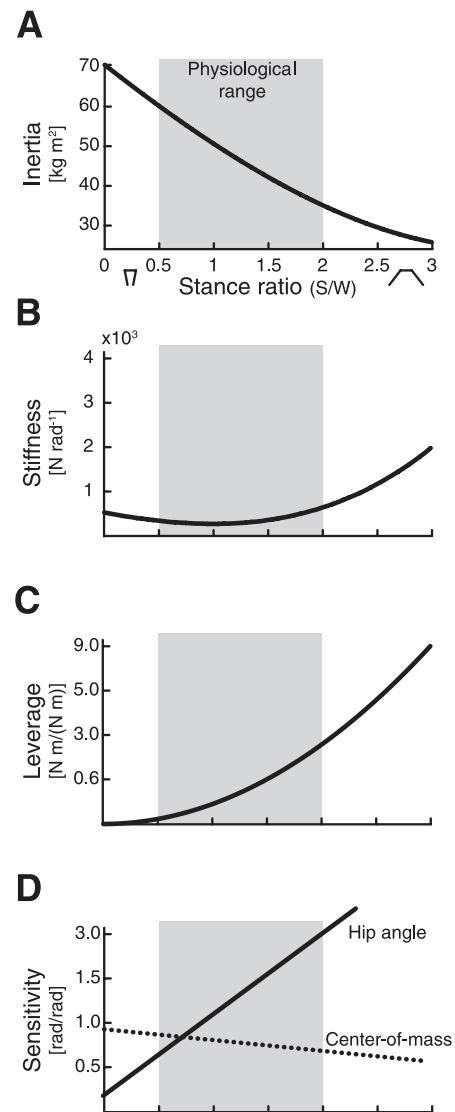 A
Physiological
range
Inertia
[kg m²]
70
60
50
40
30
0 0.5 1 1.5 2 2.5 3
Stance ratio (S/W)
B
x10³
Stiffness
[N rad⁻¹]
4
3
2
1
C
Leverage
[N m/(N m)]
9.0
5.0
3.0
0.6
D
Sensitivity
[rad/rad]
3.0
1.5
1.0
0.5
Hip angle
Center-of-mass